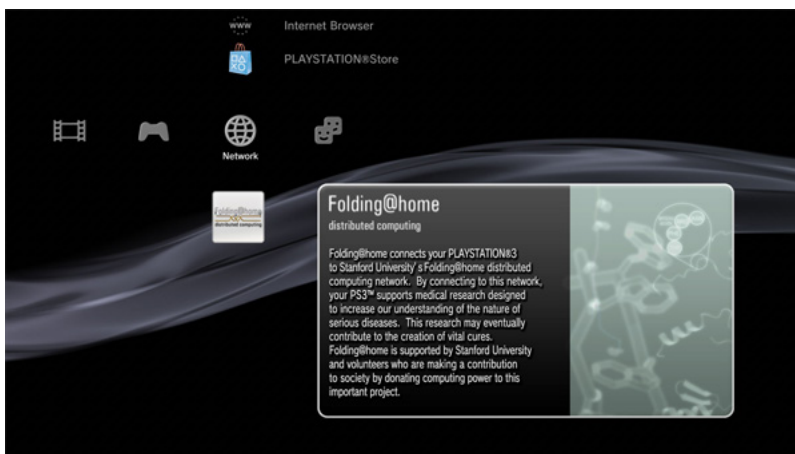 www
Internet Browser
PLAYSTATION®Store
Network
Folding@home
distributed computing
Folding@home
distributed computing
Folding@home connects your PLAYSTATION®3
to Stanford University's Folding@home distributed
computing network.  By connecting to this network,
your PS3™ supports medical research designed
to increase our understanding of the nature of
serious diseases.  This research may eventually
contribute to the creation of vital cures.
Folding@home is supported by Stanford University
and volunteers who are making a contribution
to society by donating computing power to this
important project.